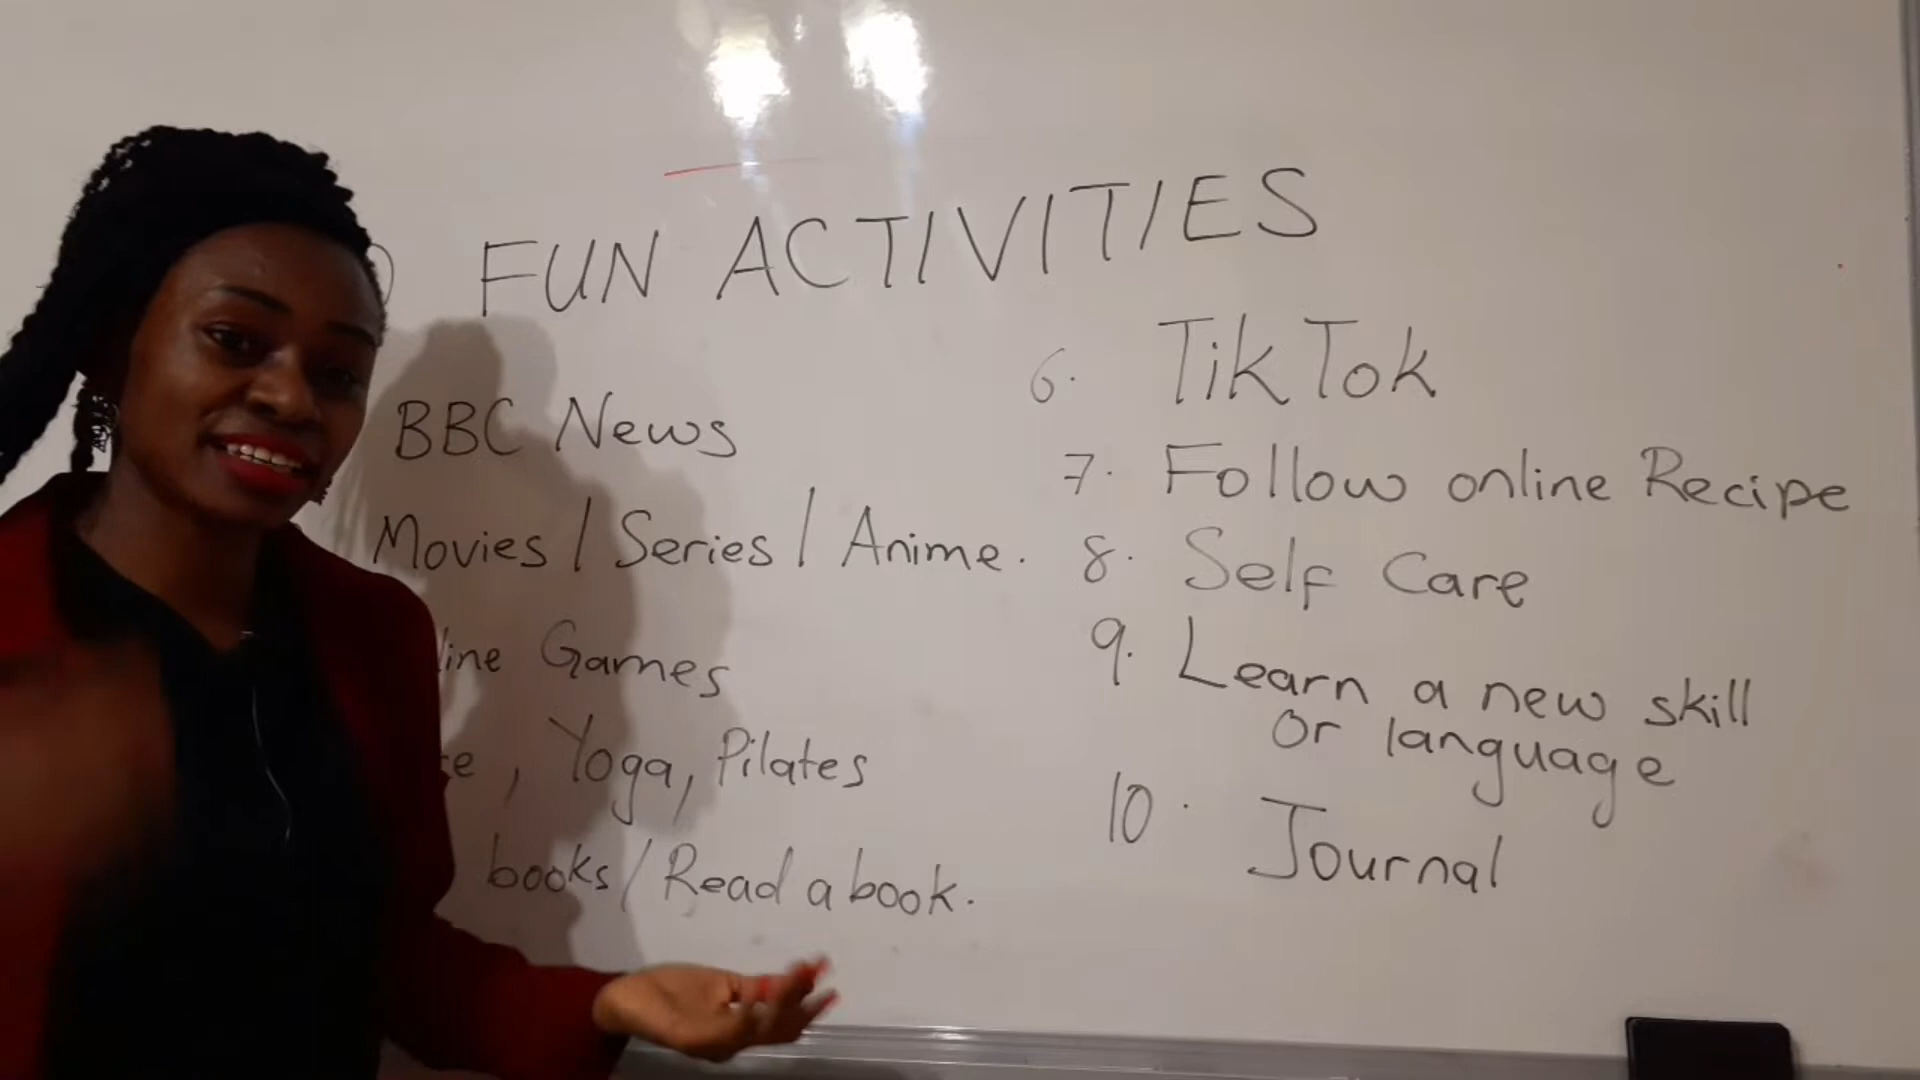 FUN ACTIVITIES
BBC News
Movies / Series / Anime.
Games
, Yoga, Pilates
books / Read a book.
6. TikTok
7. Follow online Recipe
8. Self Care
9. Learn a new skill
or language
10. Journal